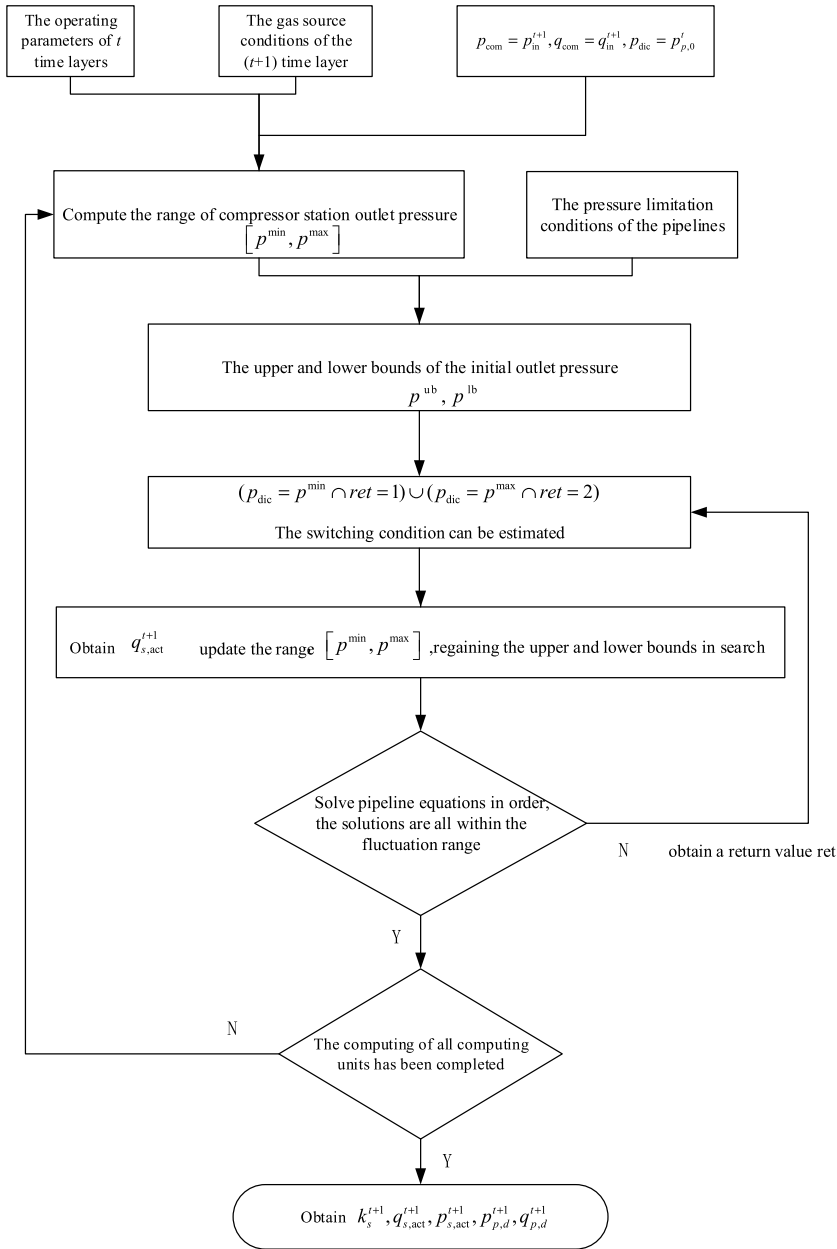 The operating
parameters of t
time layers
The gas source
conditions of the
(t+1) time layer
p_com = p_in^{t+1}, q_com = q_in^{t+1}, p_dic = p_{p,0}^t
Compute the range of compressor station outlet pressure
[p^min, p^max]
The pressure limitation
conditions of the pipelines
The upper and lower bounds of the initial outlet pressure
p^ub, p^lb
(p_dic = p^min ∩ ret = 1) ∪ (p_dic = p^max ∩ ret = 2)
The switching condition can be estimated
Obtain q_{s,act}^{t+1} update the range, [p^min, p^max] ,regaining the upper and lower bounds in search
Solve pipeline equations in order,
the solutions are all within the
fluctuation range
N obtain a return value ret
Y
N
The computing of all computing
units has been completed
Y
Obtain k_s^{t+1}, q_{s,act}^{t+1}, p_{s,act}^{t+1}, p_{p,d}^{t+1}, q_{p,d}^{t+1}